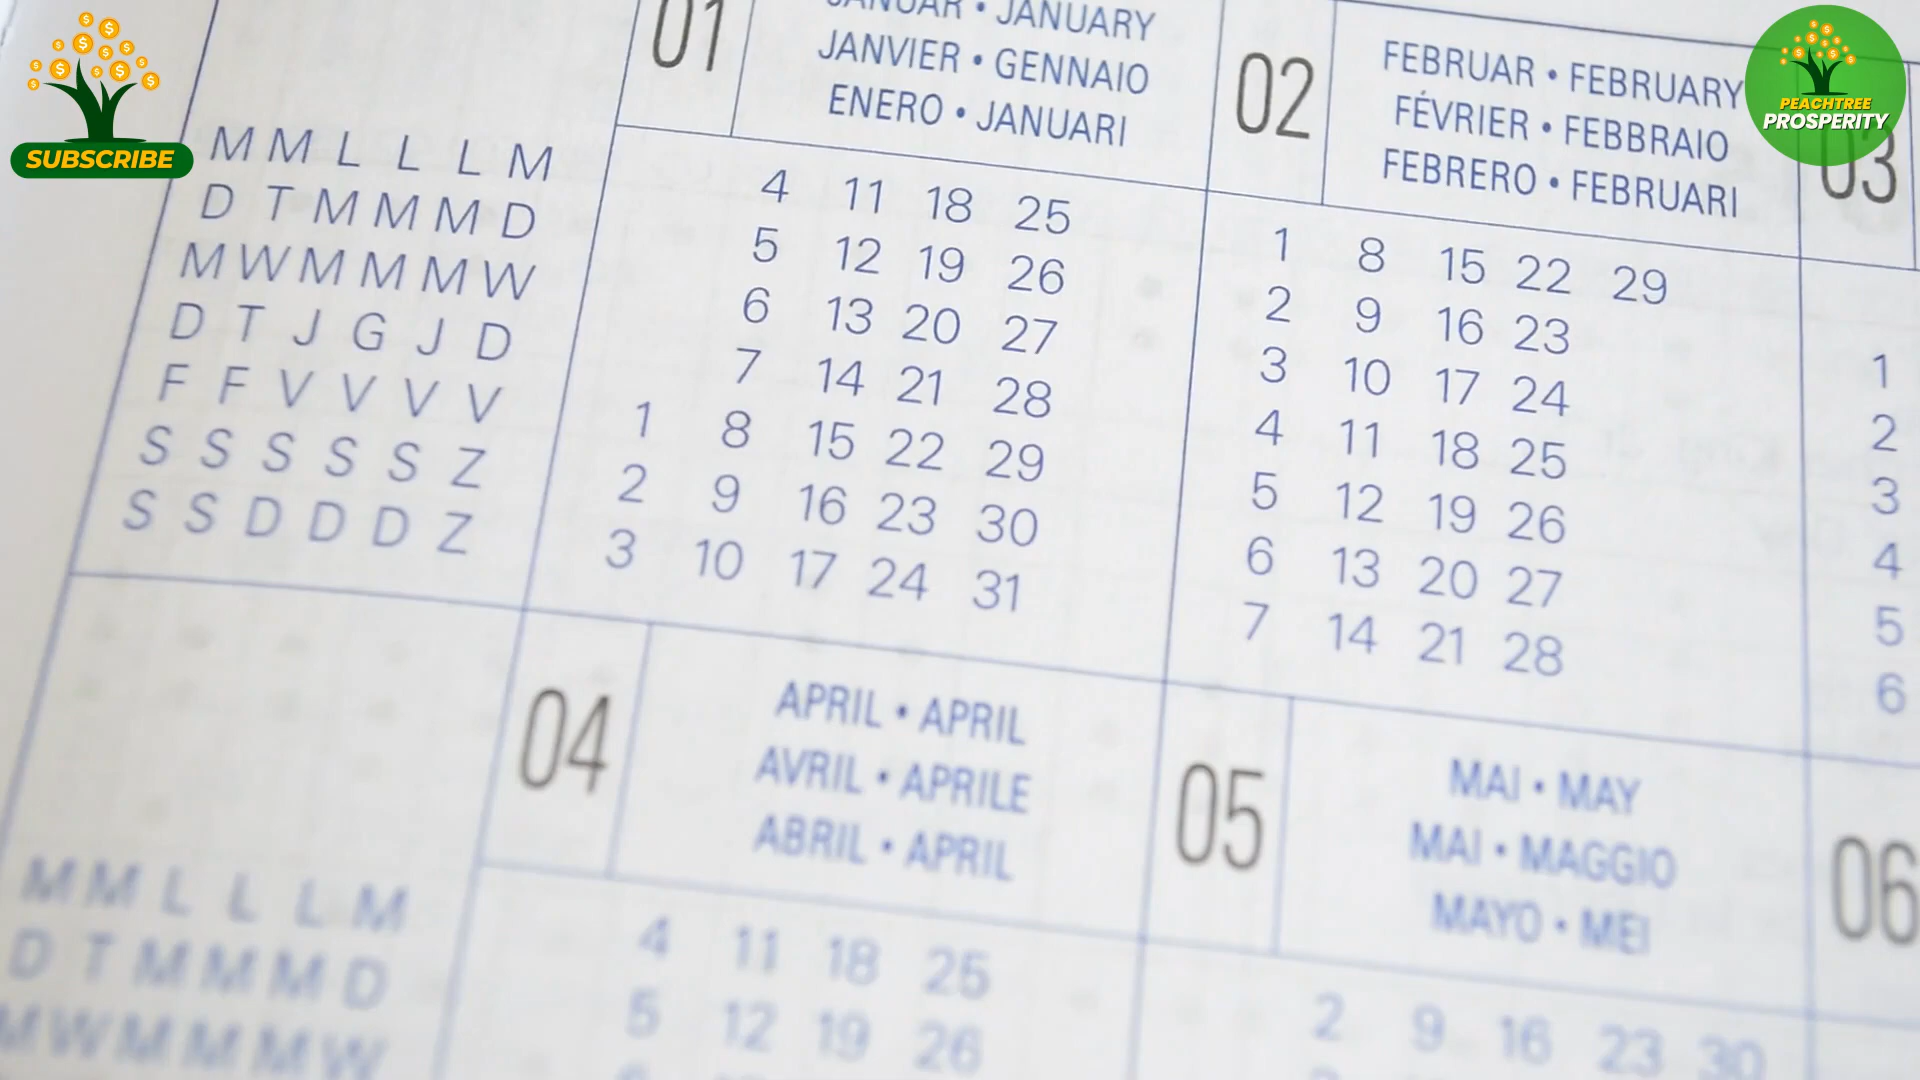 SUBSCRIBE
PEACHTREE
PROSPERITY
01
JANUAR • JANUARY
JANVIER • GENNAIO
ENERO • JANUARI
02
FEBRUAR • FEBRUARY
FÉVRIER • FEBBRAIO
FEBRERO • FEBRUARI
03
M M L L L M
D T M M M D
M W M M M W
D T J G J D
F F V V V V
S S S S S Z
S S D D D Z
4 11 18 25
5 12 19 26
6 13 20 27
7 14 21 28
1 8 15 22 29
2 9 16 23 30
3 10 17 24 31
1 8 15 22 29
2 9 16 23
3 10 17 24
4 11 18 25
5 12 19 26
6 13 20 27
7 14 21 28
1
2
3
4
5
6
04
APRIL • APRIL
AVRIL • APRILE
ABRIL • APRIL
05
MAI • MAY
MAI • MAGGIO
MAYO • MEI
06
M M L L L M
D T M M M D
M W M M M W
4 11 18 25
5 12 19 26
2 9 16 23 30